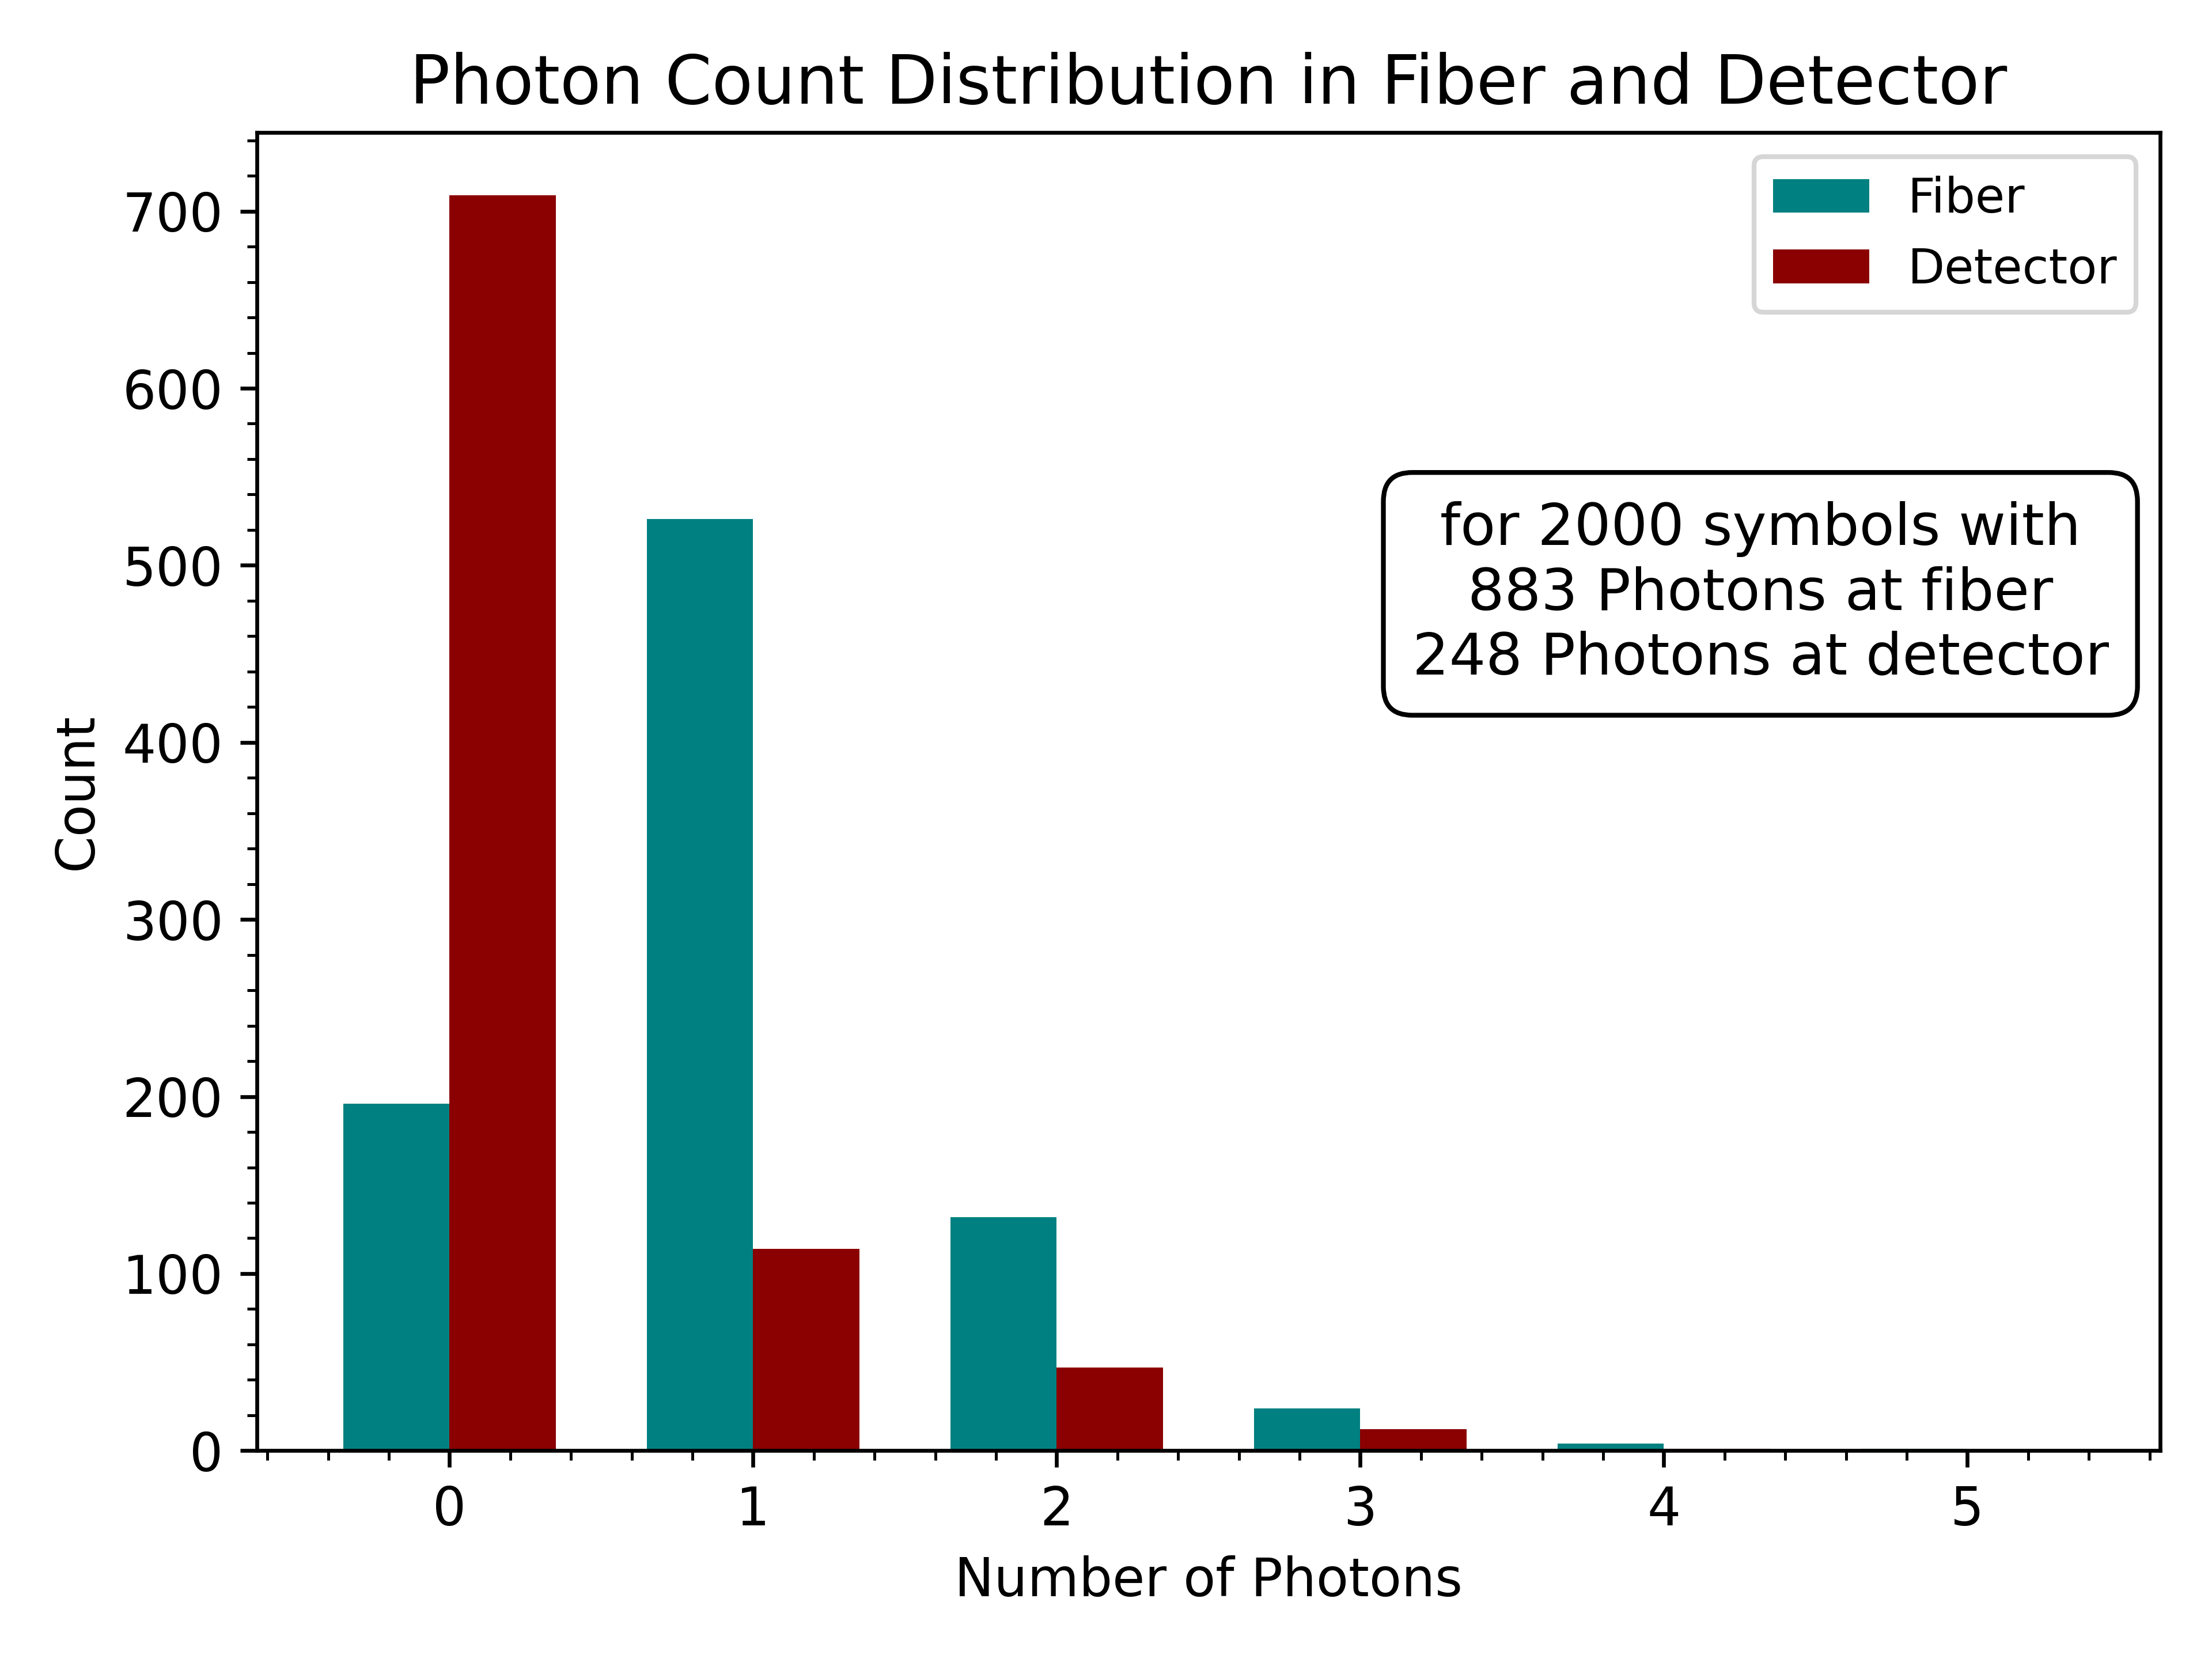 Photon Count Distribution in Fiber and Detector
Fiber
Detector
for 2000 symbols with
883 Photons at fiber
248 Photons at detector
Count
700
600
500
400
300
200
100
0
0 1 2 3 4 5
Number of Photons